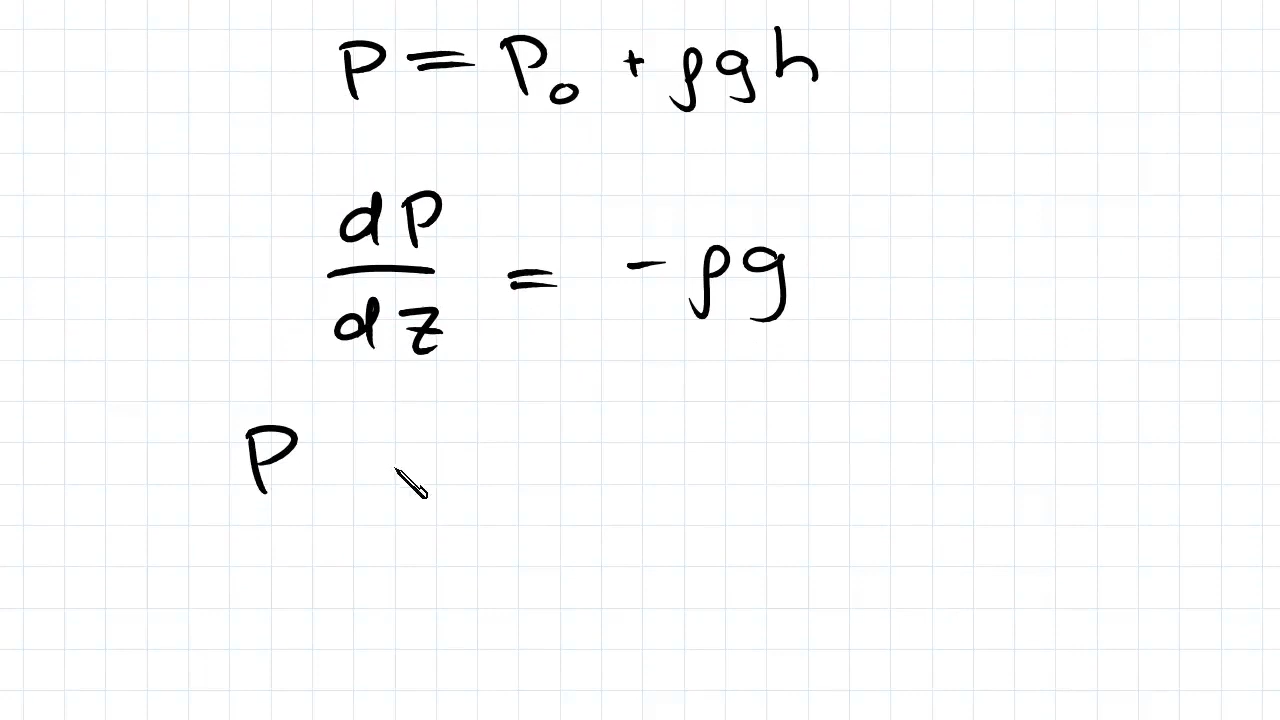 P = P₀ + ρgh
dP/dz = - ρg
P